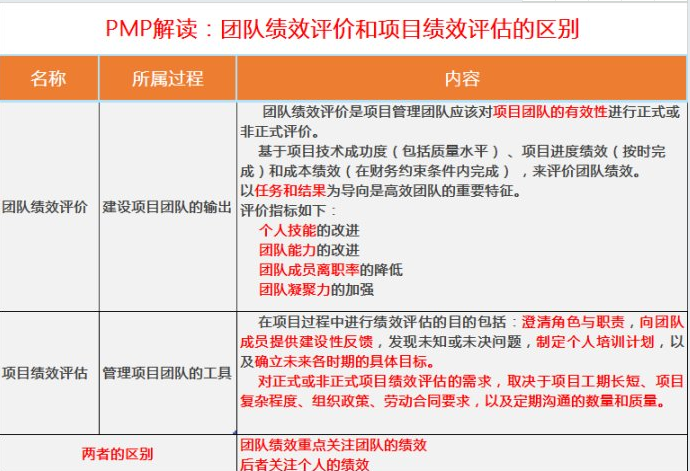 PMP解读：团队绩效评价和项目绩效评估的区别
名称 所属过程 内容
团队绩效评价 建设项目团队的输出
团队绩效评价是项目管理团队应该对项目团队的有效性进行正式或
非正式评价。
基于项目技术成功度（包括质量水平）、项目进度绩效（按时完
成）和成本绩效（在财务约束条件内完成），来评价团队绩效。
以任务和结果为导向是高效团队的重要特征。
评价指标如下：
个人技能的改进
团队能力的改进
团队成员离职率的降低
团队凝聚力的加强
项目绩效评估 管理项目团队的工具
在项目过程中进行绩效评估的目的包括：澄清角色与职责，向团队
成员提供建设性反馈，发现未知或未决问题，制定个人培训计划，以
及确立未来各时期的具体目标。
对正式或非正式项目绩效评估的需求，取决于项目工期长短、项目
复杂程度、组织政策、劳动合同要求，以及定期沟通的数量和质量。
两者的区别
团队绩效重点关注团队的绩效
后者关注个人的绩效